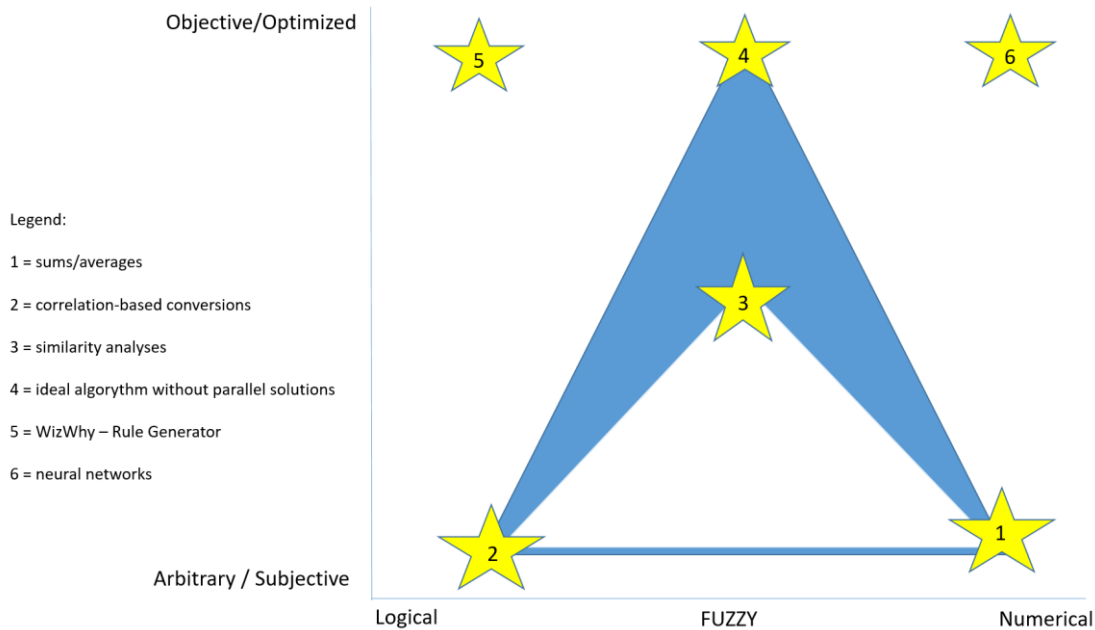 Objective/Optimized
5
4
6
Legend:
1 = sums/averages
2 = correlation-based conversions
3 = similarity analyses
3
4 = ideal algorythm without parallel solutions
5 = WizWhy – Rule Generator
6 = neural networks
2
1
Arbitrary / Subjective
Logical
FUZZY
Numerical